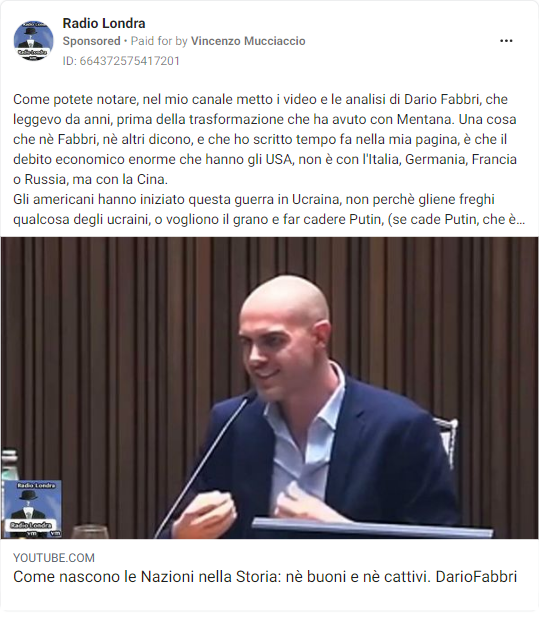 Radio Londra
Sponsored • Paid for by Vincenzo Mucciaccio
ID: 664372575417201
Come potete notare, nel mio canale metto i video e le analisi di Dario Fabbri, che
leggevo da anni, prima della trasformazione che ha avuto con Mentana. Una cosa
che nè Fabbri, nè altri dicono, e che ho scritto tempo fa nella mia pagina, è che il
debito economico enorme che hanno gli USA, non è con l'Italia, Germania, Francia
o Russia, ma con la Cina.
Gli americani hanno iniziato questa guerra in Ucraina, non perchè gliene freghi
qualcosa degli ucraini, o vogliono il grano e far cadere Putin, (se cade Putin, che è...
Radio Londra
Radio Londra
vm
vm
YOUTUBE.COM
Come nascono le Nazioni nella Storia: nè buoni e nè cattivi. DarioFabbri